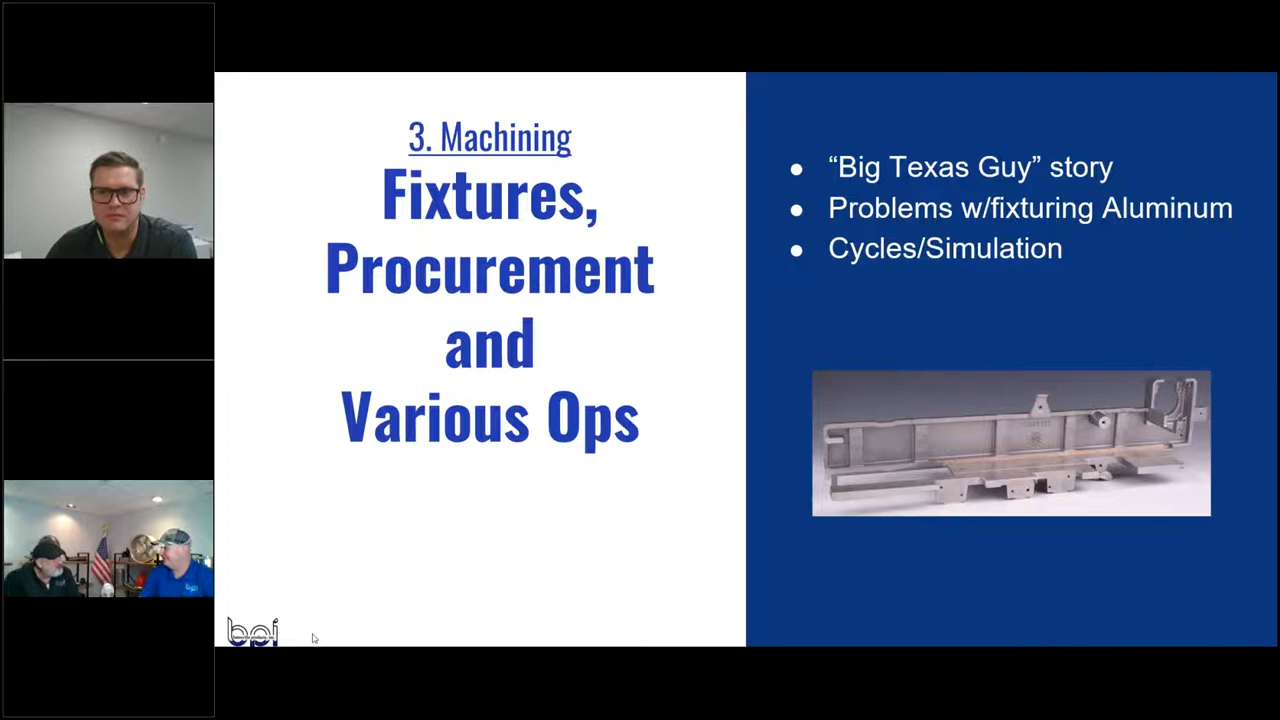 3. Machining
Fixtures,
Procurement
and
Various Ops
● “Big Texas Guy” story
● Problems w/fixturing Aluminum
● Cycles/Simulation
bpi